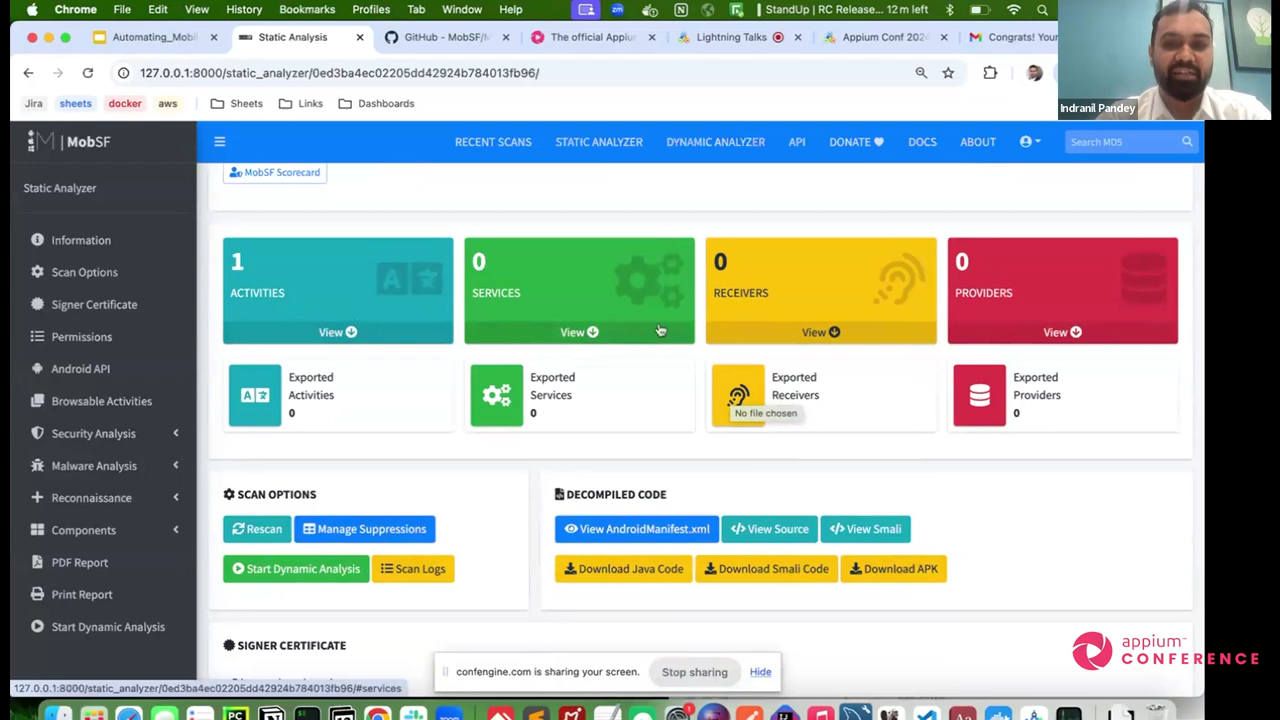 Chrome File Edit View History Bookmarks Profiles Tab Window Help
StandUp | RC Release... 12 m left
Automating_Mobil
Static Analysis
GitHub - MobSF/M
The official Appium
Lightning Talks
Appium Conf 2024
Congrats! Your
127.0.0.1:8000/static_analyzer/0ed3ba4ec02205dd42924b784013fb96/
Jira sheets docker aws Sheets Links Dashboards
Indranil Pandey
MobSF
RECENT SCANS STATIC ANALYZER DYNAMIC ANALYZER API DONATE DOCS ABOUT
Search MD5
Static Analyzer
Information
Scan Options
Signer Certificate
Permissions
Android API
Browsable Activities
Security Analysis
Malware Analysis
Reconnaissance
Components
PDF Report
Print Report
Start Dynamic Analysis
MobSF Scorecard
1
ACTIVITIES
View
0
SERVICES
View
0
RECEIVERS
View
0
PROVIDERS
View
Exported
Activities
0
Exported
Services
0
Exported
Receivers
No file chosen
Exported
Providers
0
SCAN OPTIONS
Rescan
Manage Suppressions
Start Dynamic Analysis
Scan Logs
DECOMPILED CODE
View AndroidManifest.xml
View Source
View Smali
Download Java Code
Download Smali Code
Download APK
SIGNER CERTIFICATE
confengine.com is sharing your screen.
Stop sharing
Hide
127.0.0.1:8000/static_analyzer/0ed3ba4ec02205dd42924b784013fb96/#services
appium
CONFERENCE